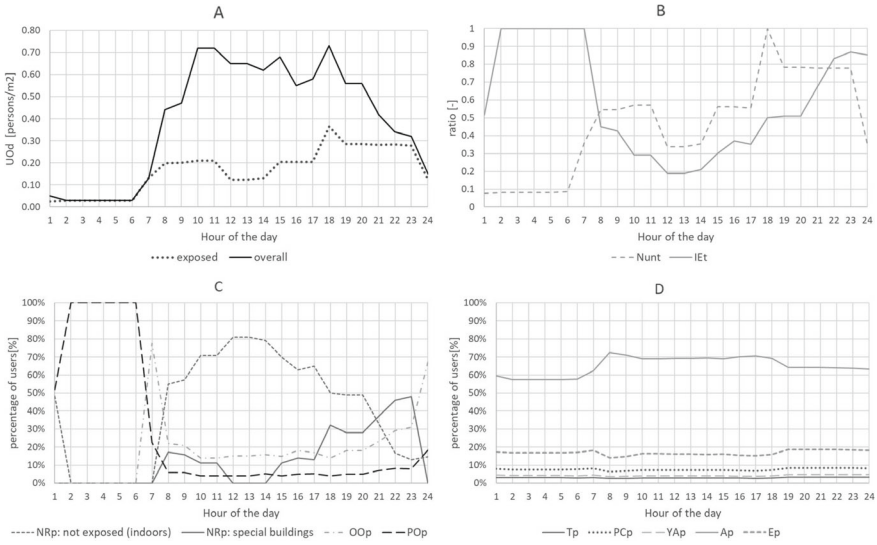 A
0.80
0.70
0.60
0.50
0.40
0.30
0.20
0.10
0.00
UOd [persons/m2]
1 2 3 4 5 6 7 8 9 10 11 12 13 14 15 16 17 18 19 20 21 22 23 24
Hour of the day
exposed overall
B
1
0.9
0.8
0.7
0.6
0.5
0.4
0.3
0.2
0.1
0
ratio [-]
1 2 3 4 5 6 7 8 9 10 11 12 13 14 15 16 17 18 19 20 21 22 23 24
Hour of the day
Nunt IEt
C
100%
90%
80%
70%
60%
50%
40%
30%
20%
10%
0%
percentage of users[%]
1 2 3 4 5 6 7 8 9 10 11 12 13 14 15 16 17 18 19 20 21 22 23 24
Hour of the day
NRp: not exposed (indoors) NRp: special buildings OOp POp
D
100%
90%
80%
70%
60%
50%
40%
30%
20%
10%
0%
percentage of users[%]
1 2 3 4 5 6 7 8 9 10 11 12 13 14 15 16 17 18 19 20 21 22 23 24
Hour of the day
Tp PCp YAp Ap Ep